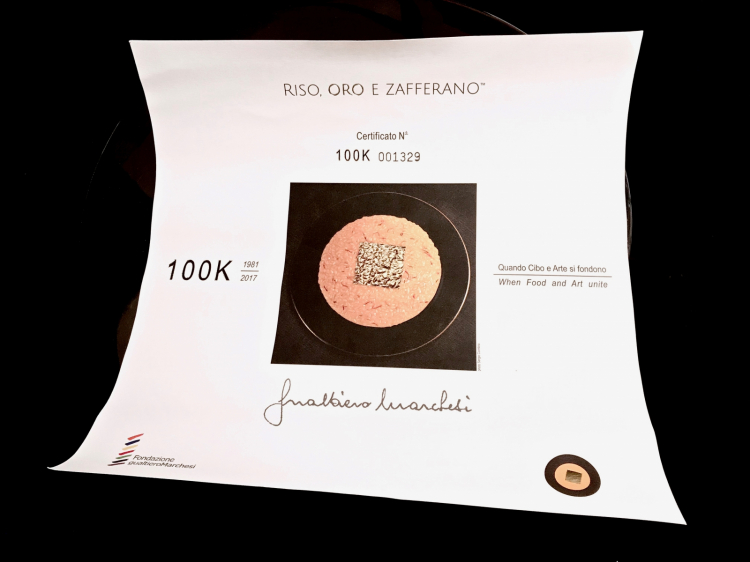 RISO, ORO E ZAFFERANO™
Certificato N°
100K 001329
100K 1981
2017
Quando Cibo e Arte si fondono
When Food and Art unite
Gualtiero Marchesi
Fondazione
gualtieroMarchesi